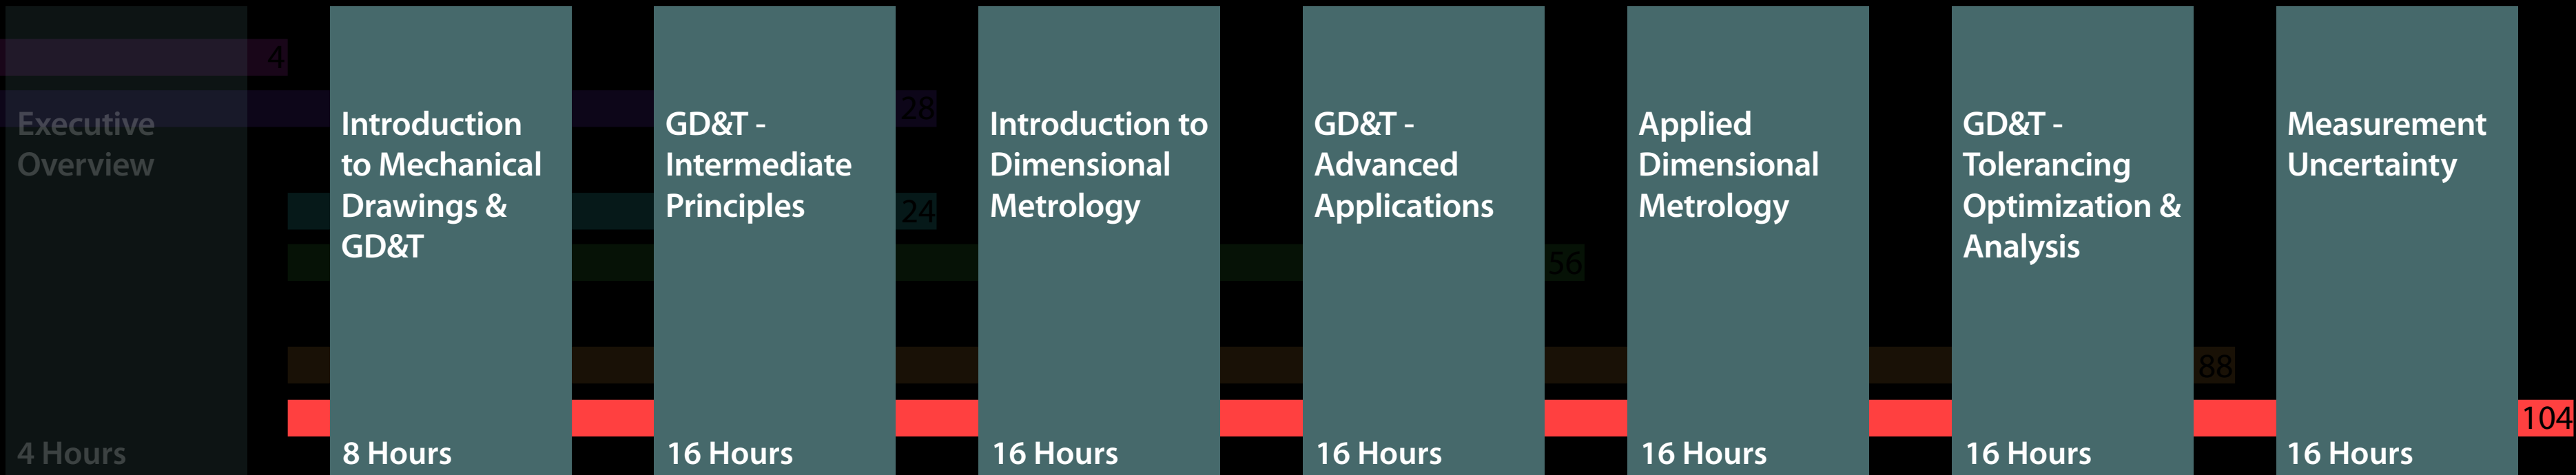 4
Executive
Overview
4 Hours
Introduction
to Mechanical
Drawings &
GD&T
8 Hours
28
24
GD&T -
Intermediate
Principles
16 Hours
Introduction to
Dimensional
Metrology
16 Hours
GD&T -
Advanced
Applications
16 Hours
56
Applied
Dimensional
Metrology
16 Hours
GD&T -
Tolerancing
Optimization &
Analysis
16 Hours
88
Measurement
Uncertainty
16 Hours
104